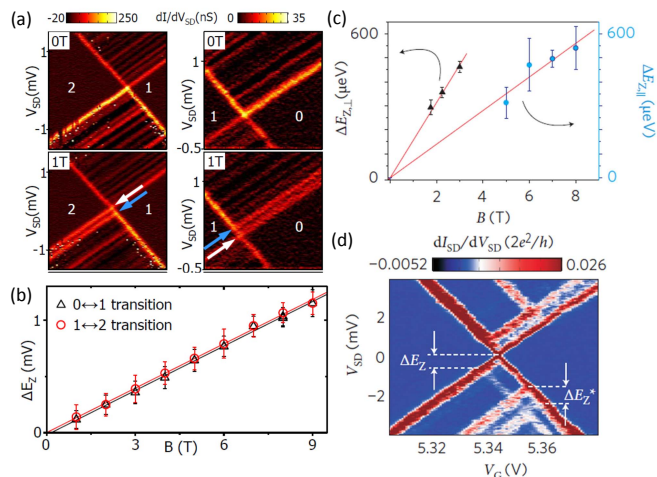 (a)
-20 250
dI/dV_SD(nS)
0 35
0T
0T
1
V_SD(mV)
-1
2 1
1
V_SD(mV)
-0.5
0
1T
1T
1
V_SD(mV)
-1
2 1
1
V_SD(mV)
-0.5
0
(b)
△ 0↔1 transition
○ 1↔2 transition
1
ΔE_Z (mV)
0
0 3 6 9
B (T)
(c)
600
ΔE_Z,⊥ (μeV)
0
600
ΔE_Z∥ (μeV)
0
0 2 4 6 8
B (T)
(d)
dI_SD/dV_SD (2e²/h)
−0.0052 0.026
2
0
−2
V_SD (mV)
ΔE_Z
ΔE_Z*
5.32 5.34 5.36
V_G (V)